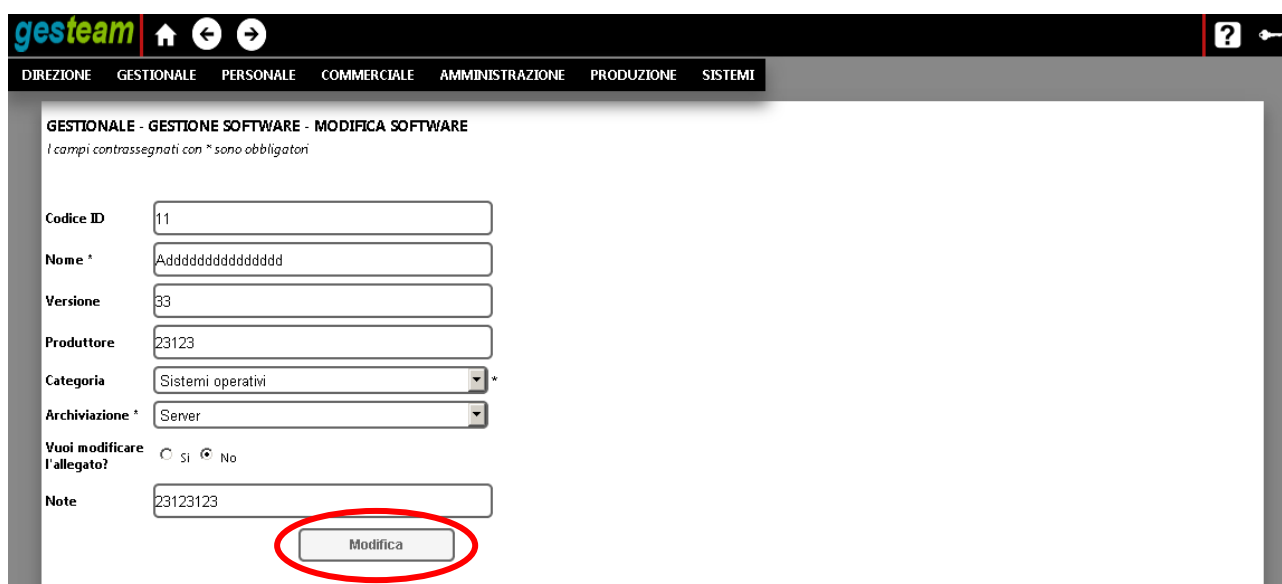 gesteam
?
DIREZIONE GESTIONALE PERSONALE COMMERCIALE AMMINISTRAZIONE PRODUZIONE SISTEMI
GESTIONALE - GESTIONE SOFTWARE - MODIFICA SOFTWARE
I campi contrassegnati con * sono obbligatori
Codice ID 11
Nome * Addddddddddddddd
Versione 33
Produttore 23123
Categoria Sistemi operativi *
Archiviazione * Server
Vuoi modificare
l'allegato? Si No
Note 23123123
Modifica